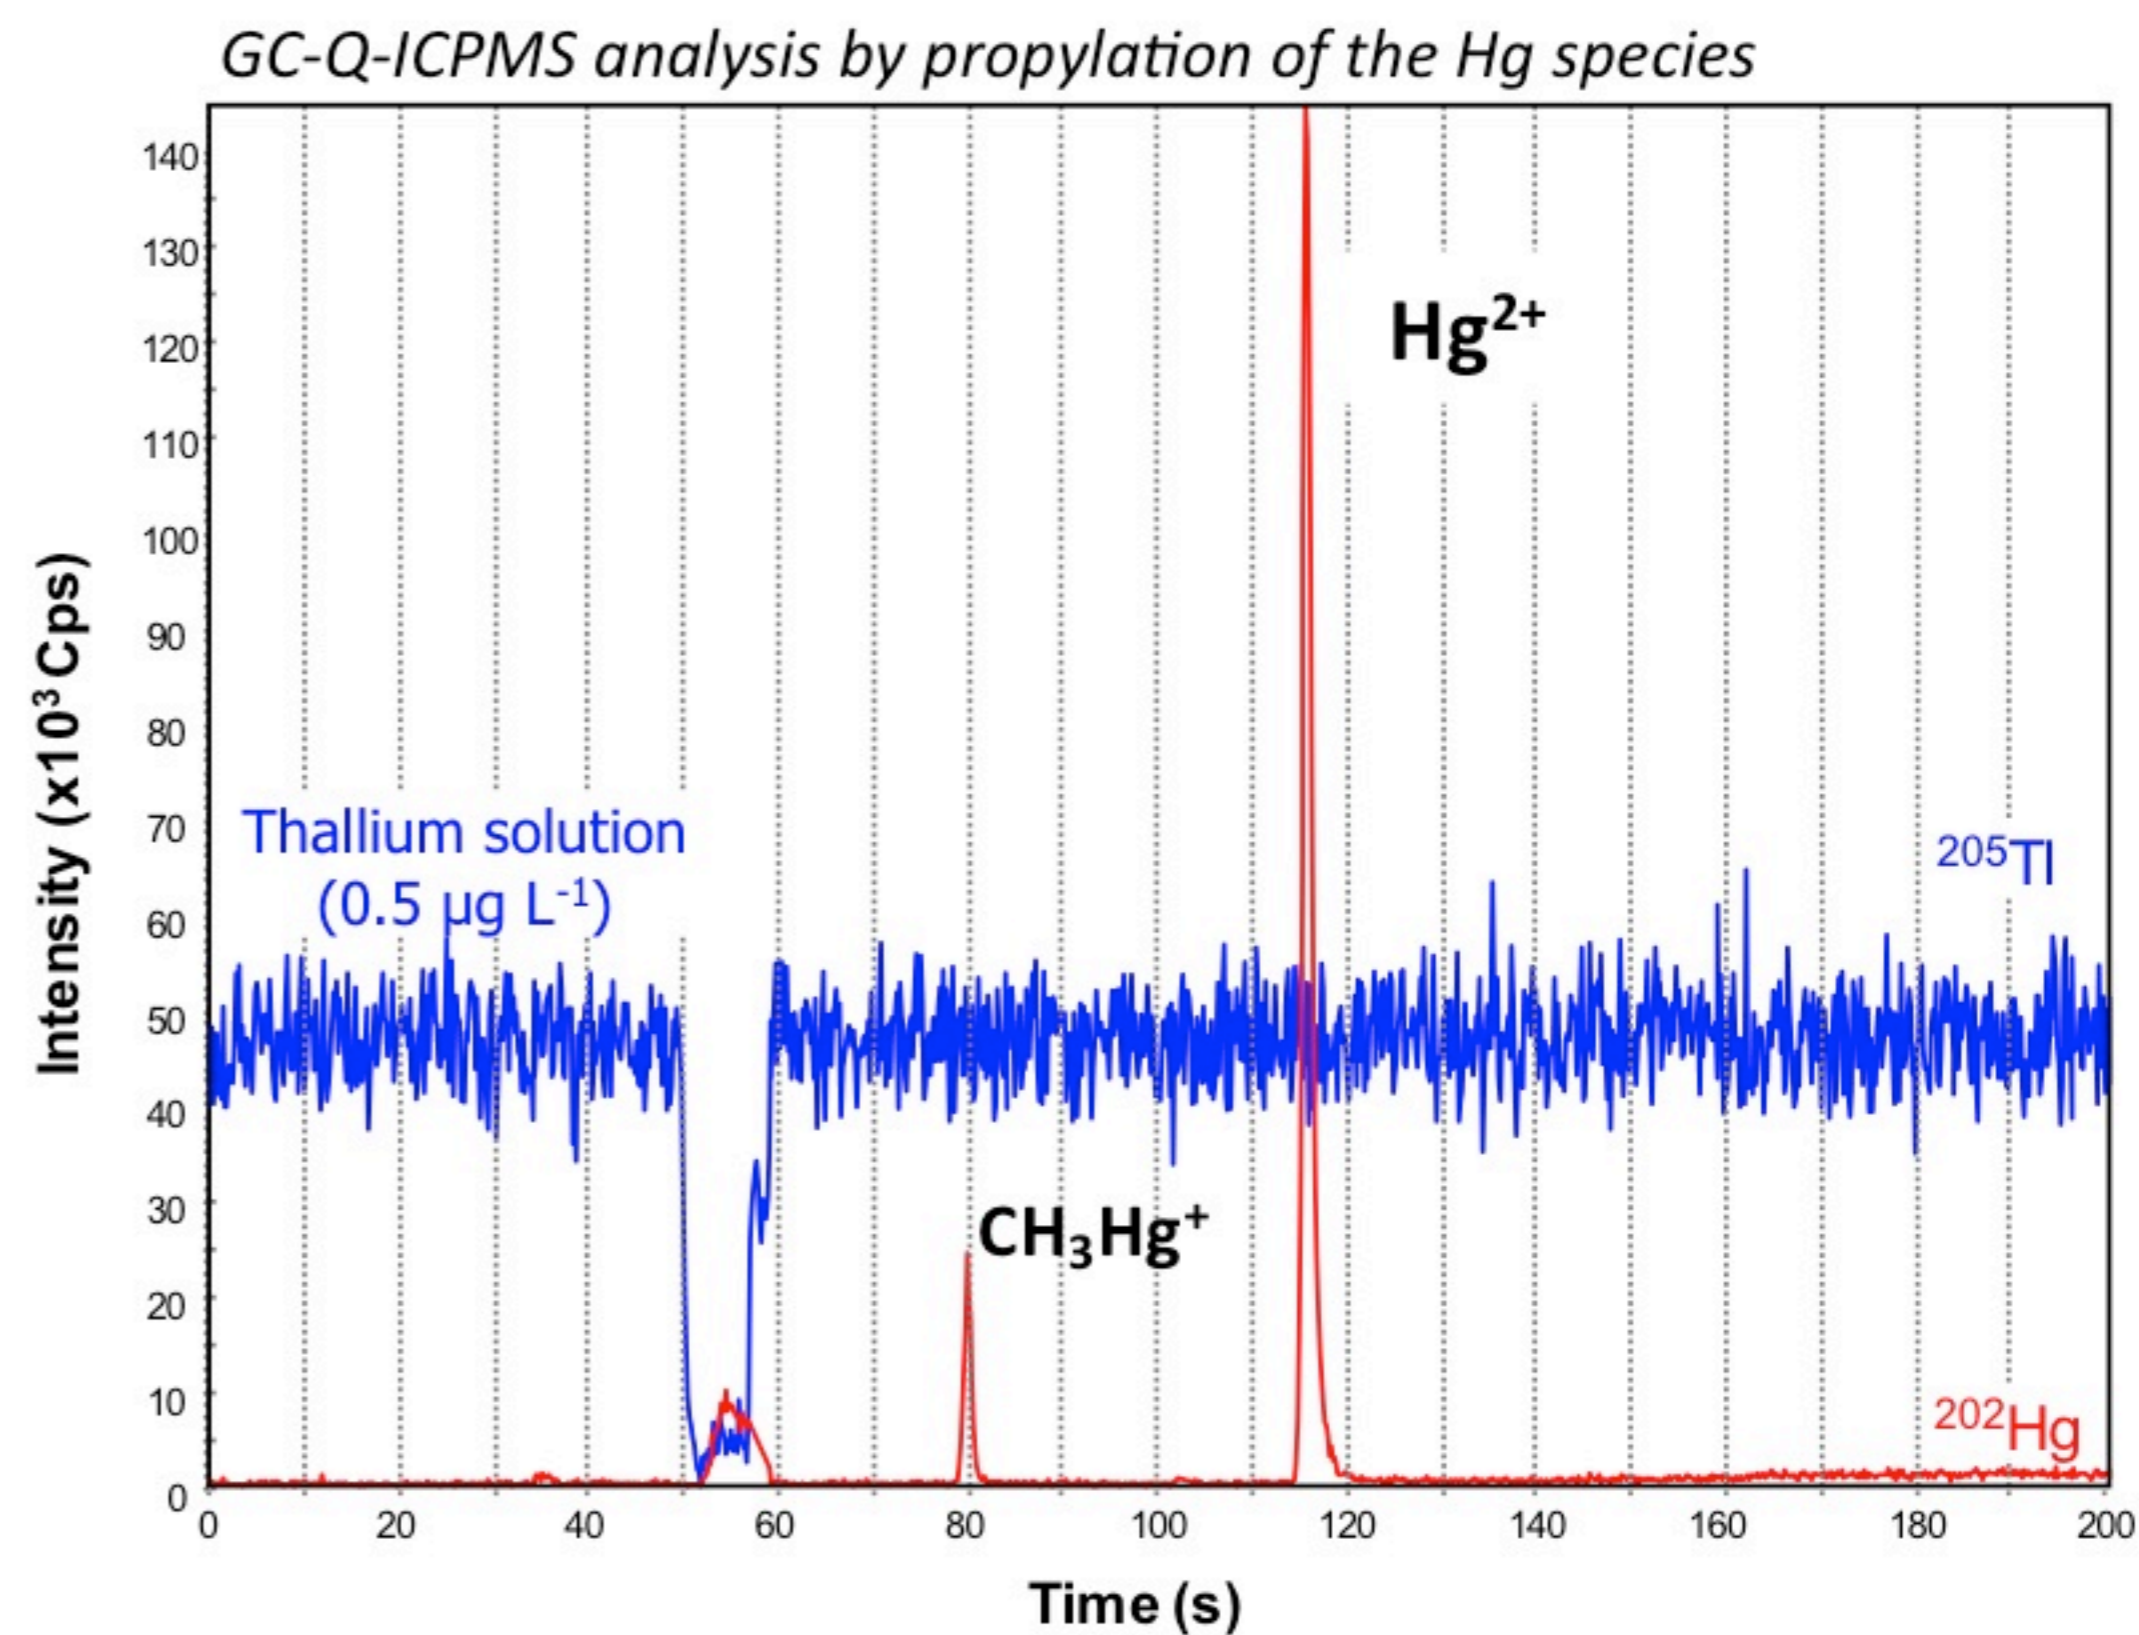 GC-Q-ICPMS analysis by propylation of the Hg species
140
130
120
110
100
90
80
70
60
50
40
30
20
10
0
Intensity (x10³ Cps)
Hg²⁺
Thallium solution
(0.5 µg L⁻¹)
²⁰⁵Tl
CH₃Hg⁺
²⁰²Hg
0 20 40 60 80 100 120 140 160 180 200
Time (s)